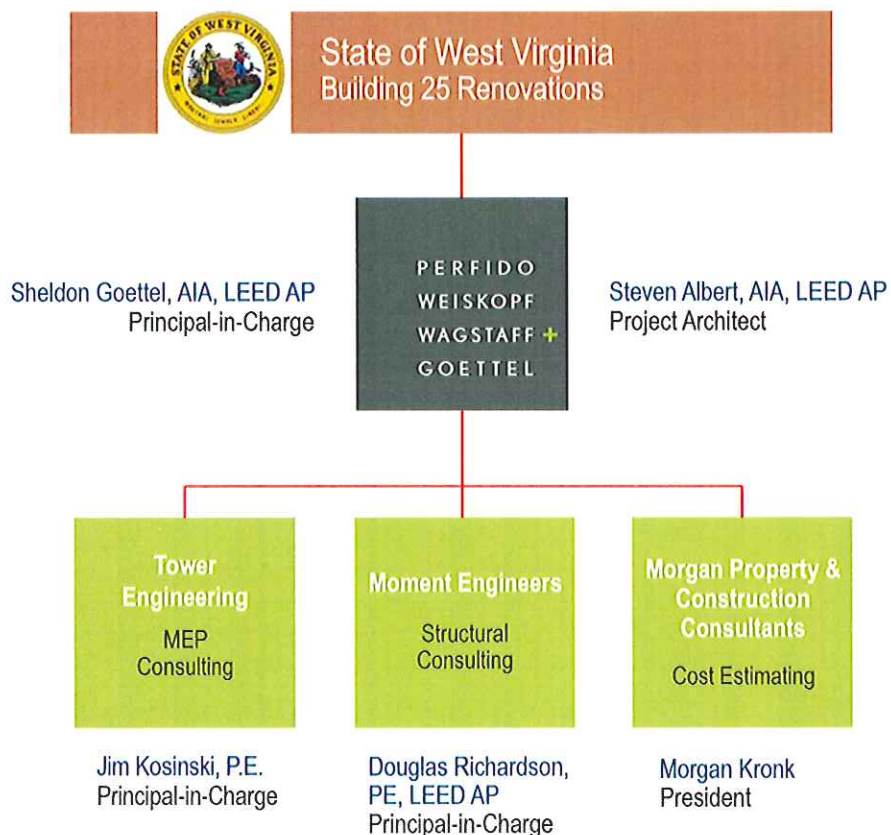 STATE OF WEST VIRGINIA
MONTANI SEMPER LIBERI
State of West Virginia
Building 25 Renovations
PERFIDO
WEISKOPF
WAGSTAFF +
GOETTEL
Sheldon Goettel, AIA, LEED AP
Principal-in-Charge
Steven Albert, AIA, LEED AP
Project Architect
Tower
Engineering
MEP
Consulting
Moment Engineers
Structural
Consulting
Morgan Property &
Construction
Consultants
Cost Estimating
Jim Kosinski, P.E.
Principal-in-Charge
Douglas Richardson,
PE, LEED AP
Principal-in-Charge
Morgan Kronk
President